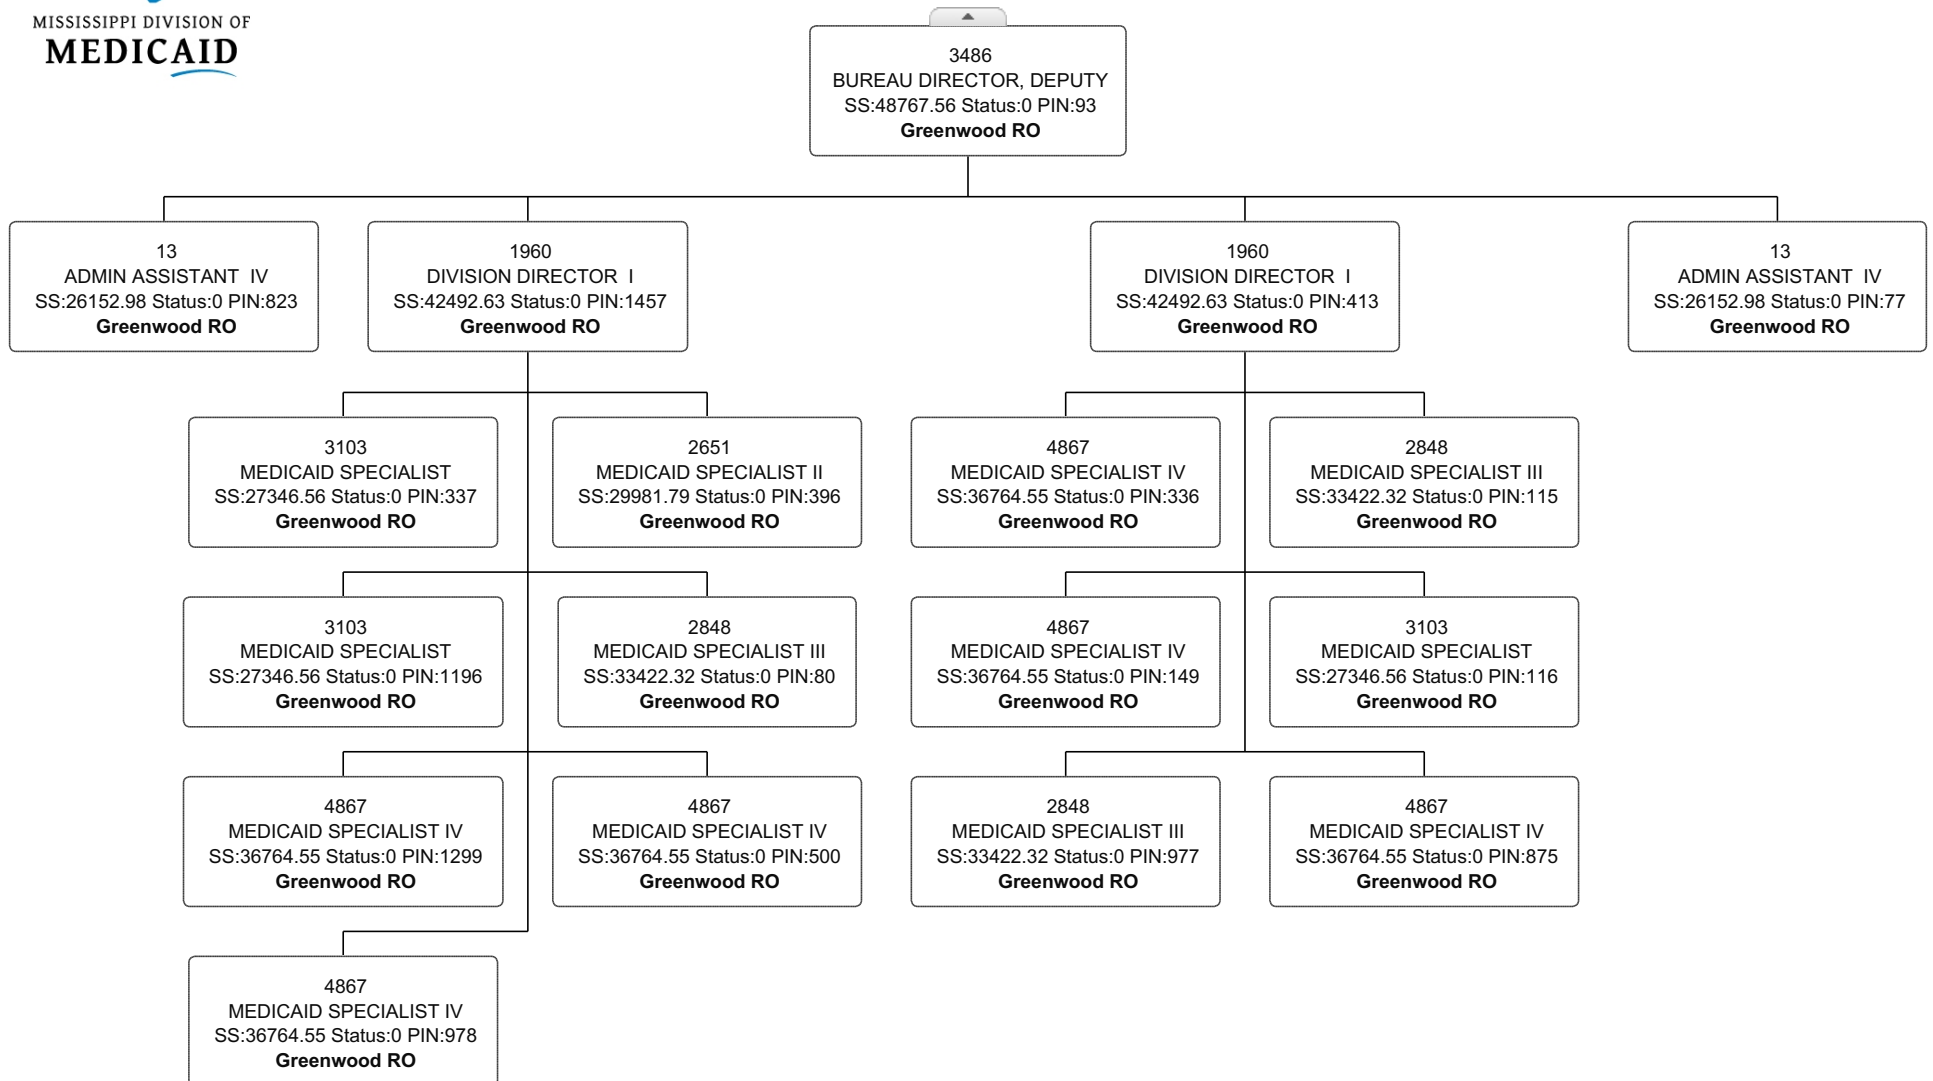 MISSISSIPPI DIVISION OF
MEDICAID
3486
BUREAU DIRECTOR, DEPUTY
SS:48767.56 Status:0 PIN:93
Greenwood RO
13
ADMIN ASSISTANT  IV
SS:26152.98 Status:0 PIN:823
Greenwood RO
1960
DIVISION DIRECTOR  I
SS:42492.63 Status:0 PIN:1457
Greenwood RO
1960
DIVISION DIRECTOR  I
SS:42492.63 Status:0 PIN:413
Greenwood RO
13
ADMIN ASSISTANT  IV
SS:26152.98 Status:0 PIN:77
Greenwood RO
3103
MEDICAID SPECIALIST
SS:27346.56 Status:0 PIN:337
Greenwood RO
2651
MEDICAID SPECIALIST II
SS:29981.79 Status:0 PIN:396
Greenwood RO
4867
MEDICAID SPECIALIST IV
SS:36764.55 Status:0 PIN:336
Greenwood RO
2848
MEDICAID SPECIALIST III
SS:33422.32 Status:0 PIN:115
Greenwood RO
3103
MEDICAID SPECIALIST
SS:27346.56 Status:0 PIN:1196
Greenwood RO
2848
MEDICAID SPECIALIST III
SS:33422.32 Status:0 PIN:80
Greenwood RO
4867
MEDICAID SPECIALIST IV
SS:36764.55 Status:0 PIN:149
Greenwood RO
3103
MEDICAID SPECIALIST
SS:27346.56 Status:0 PIN:116
Greenwood RO
4867
MEDICAID SPECIALIST IV
SS:36764.55 Status:0 PIN:1299
Greenwood RO
4867
MEDICAID SPECIALIST IV
SS:36764.55 Status:0 PIN:500
Greenwood RO
2848
MEDICAID SPECIALIST III
SS:33422.32 Status:0 PIN:977
Greenwood RO
4867
MEDICAID SPECIALIST IV
SS:36764.55 Status:0 PIN:875
Greenwood RO
4867
MEDICAID SPECIALIST IV
SS:36764.55 Status:0 PIN:978
Greenwood RO